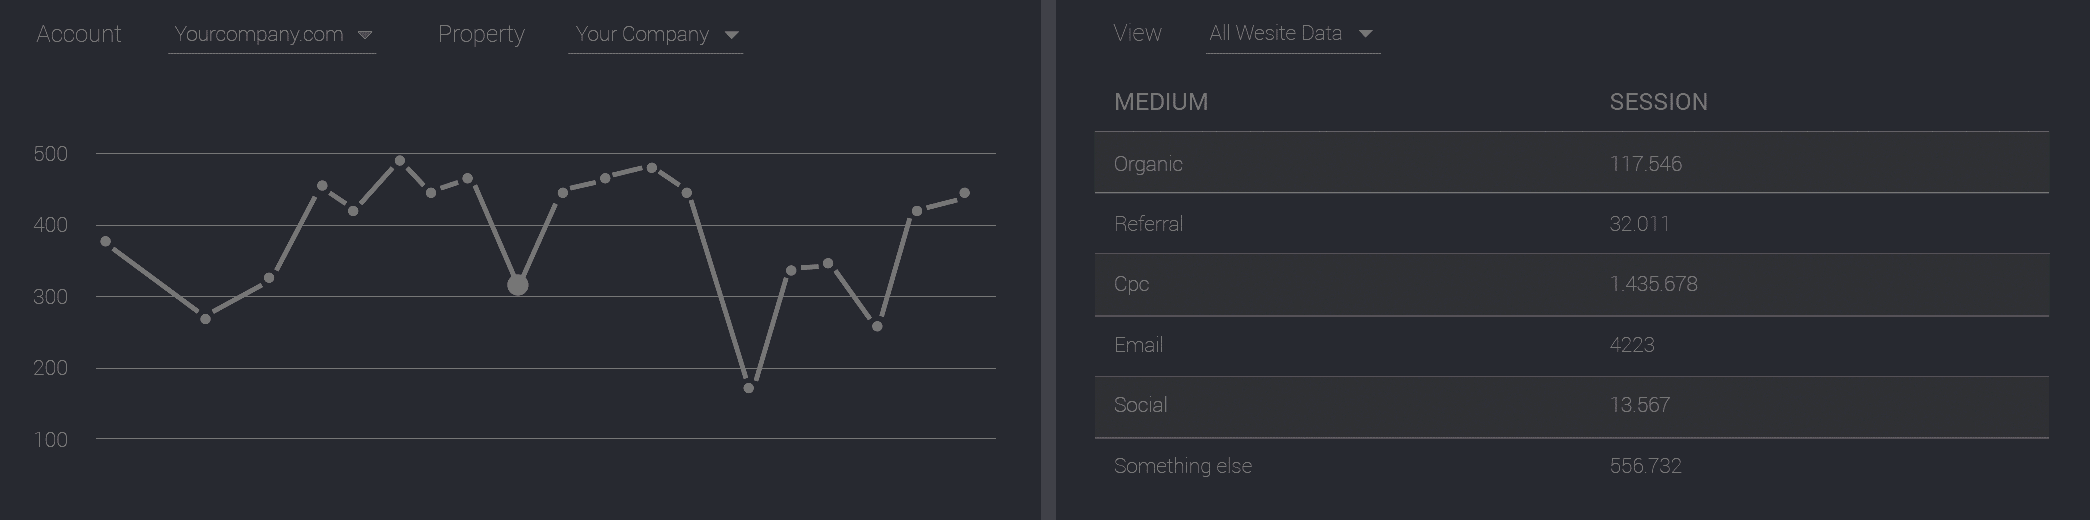 Account Yourcompany.com Property Your Company
500
400
300
200
100
View All Wesite Data
MEDIUM SESSION
Organic 117.546
Referral 32.011
Cpc 1.435.678
Email 4223
Social 13.567
Something else 556.732